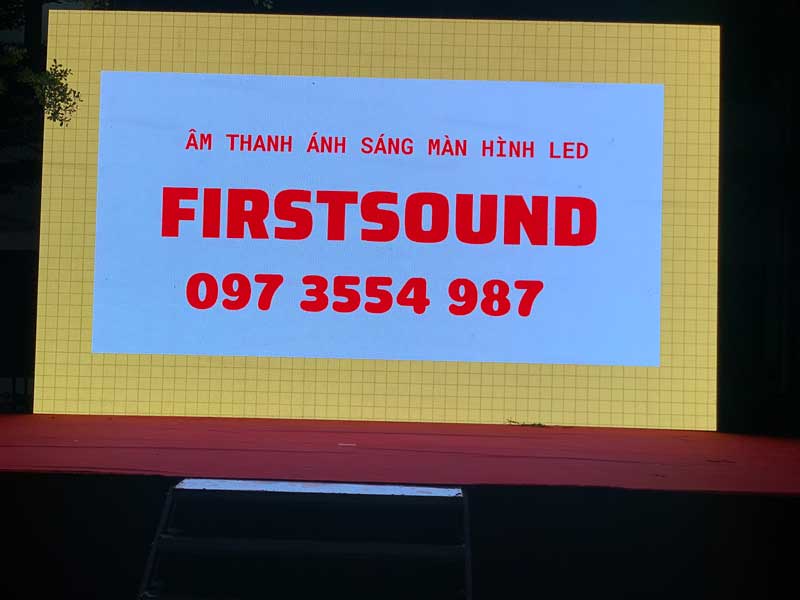 ÂM THANH ÁNH SÁNG MÀN HÌNH LED
FIRSTSOUND
097 3554 987